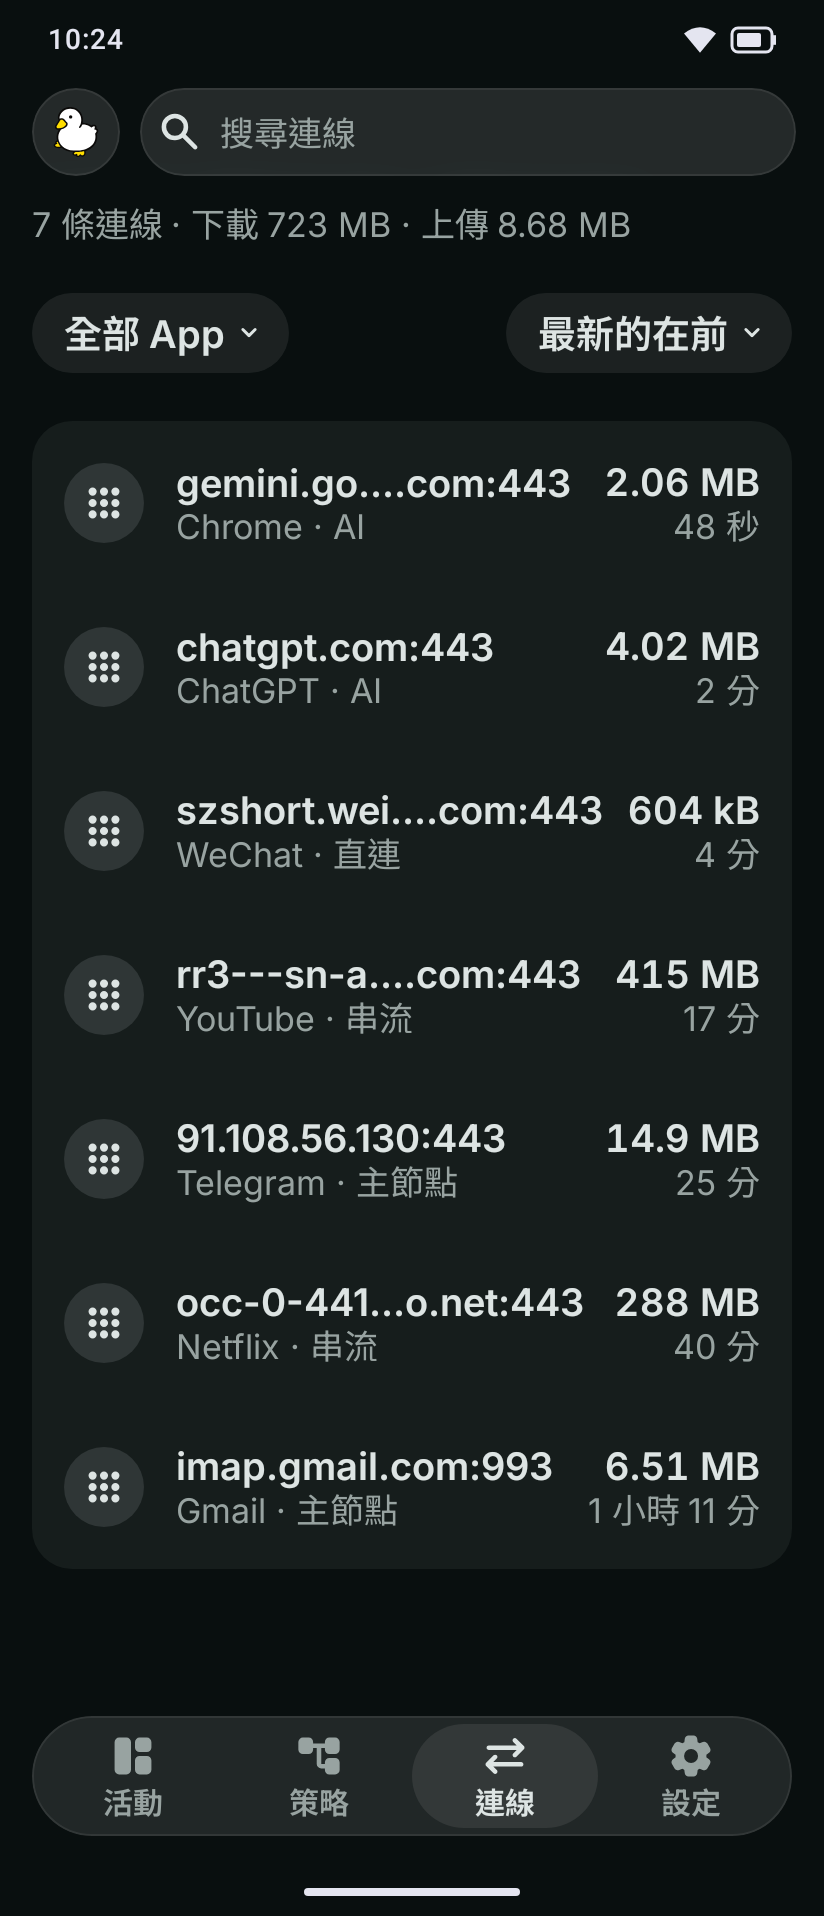 10:24
搜尋連線
7 條連線 · 下載 723 MB · 上傳 8.68 MB
全部 App
最新的在前
gemini.go....com:443 2.06 MB
Chrome · AI 48 秒
chatgpt.com:443 4.02 MB
ChatGPT · AI 2 分
szshort.wei....com:443 604 kB
WeChat · 直連 4 分
rr3---sn-a....com:443 415 MB
YouTube · 串流 17 分
91.108.56.130:443 14.9 MB
Telegram · 主節點 25 分
occ-0-441...o.net:443 288 MB
Netflix · 串流 40 分
imap.gmail.com:993 6.51 MB
Gmail · 主節點 1 小時 11 分
活動 策略 連線 設定